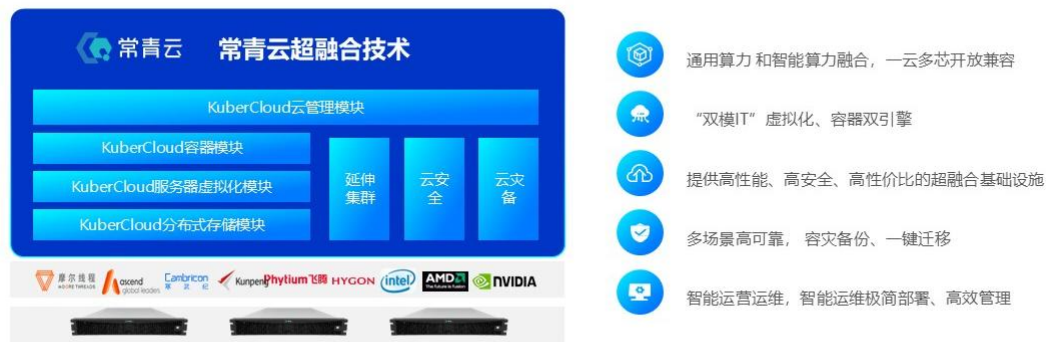 常青云
常青云超融合技术
KuberCloud云管理模块
KuberCloud容器模块
KuberCloud服务器虚拟化模块
KuberCloud分布式存储模块
延伸
集群
云安
全
云灾
备
摩尔线程
MOORE THREADS
ascend
global leaders
Cambricon
寒武纪
Kunpeng
Phytium飞腾
HYGON
intel
AMD
The future is fusion
NVIDIA
通用算力 和智能算力融合，一云多芯开放兼容
“双模IT”虚拟化、容器双引擎
提供高性能、高安全、高性价比的超融合基础设施
多场景高可靠， 容灾备份、一键迁移
智能运营运维，智能运维极简部署、高效管理